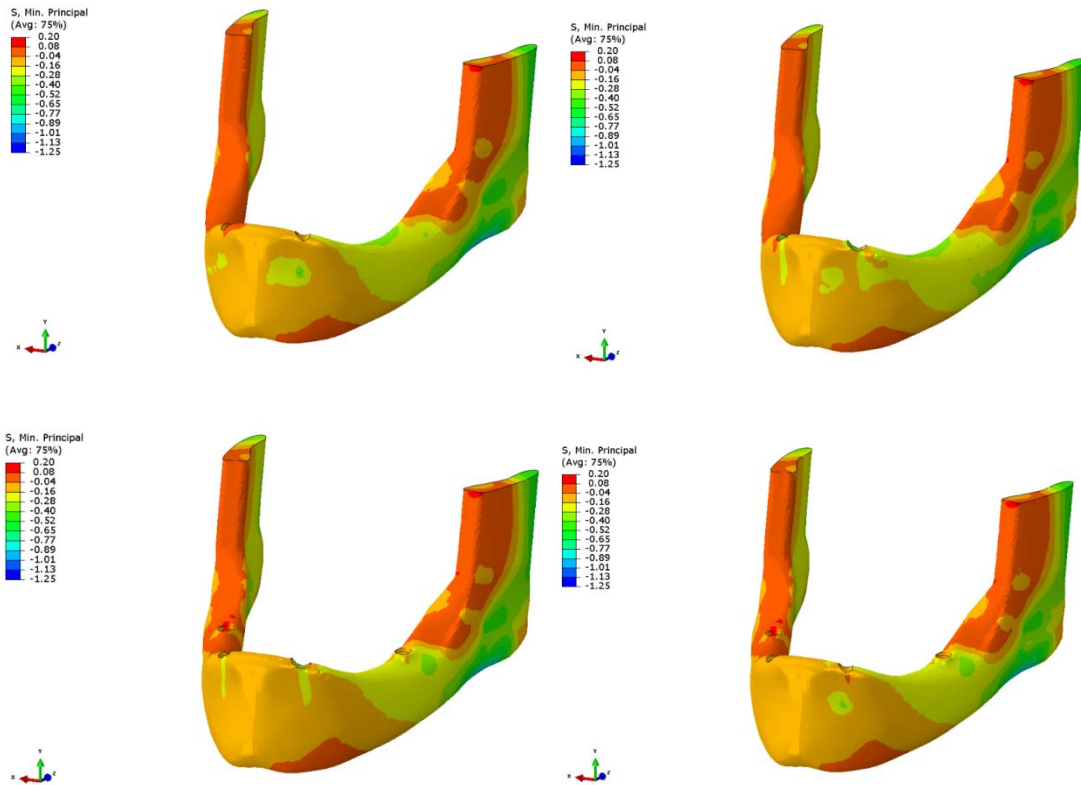 S, Min. Principal
(Avg: 75%)
0.20
0.08
-0.04
-0.16
-0.28
-0.40
-0.52
-0.65
-0.77
-0.89
-1.01
-1.13
-1.25
Y
X
Z
S, Min. Principal
(Avg: 75%)
0.20
0.08
-0.04
-0.16
-0.28
-0.40
-0.52
-0.65
-0.77
-0.89
-1.01
-1.13
-1.25
Y
X
Z
S, Min. Principal
(Avg: 75%)
0.20
0.08
-0.04
-0.16
-0.28
-0.40
-0.52
-0.65
-0.77
-0.89
-1.01
-1.13
-1.25
Y
X
Z
S, Min. Principal
(Avg: 75%)
0.20
0.08
-0.04
-0.16
-0.28
-0.40
-0.52
-0.65
-0.77
-0.89
-1.01
-1.13
-1.25
Y
X
Z